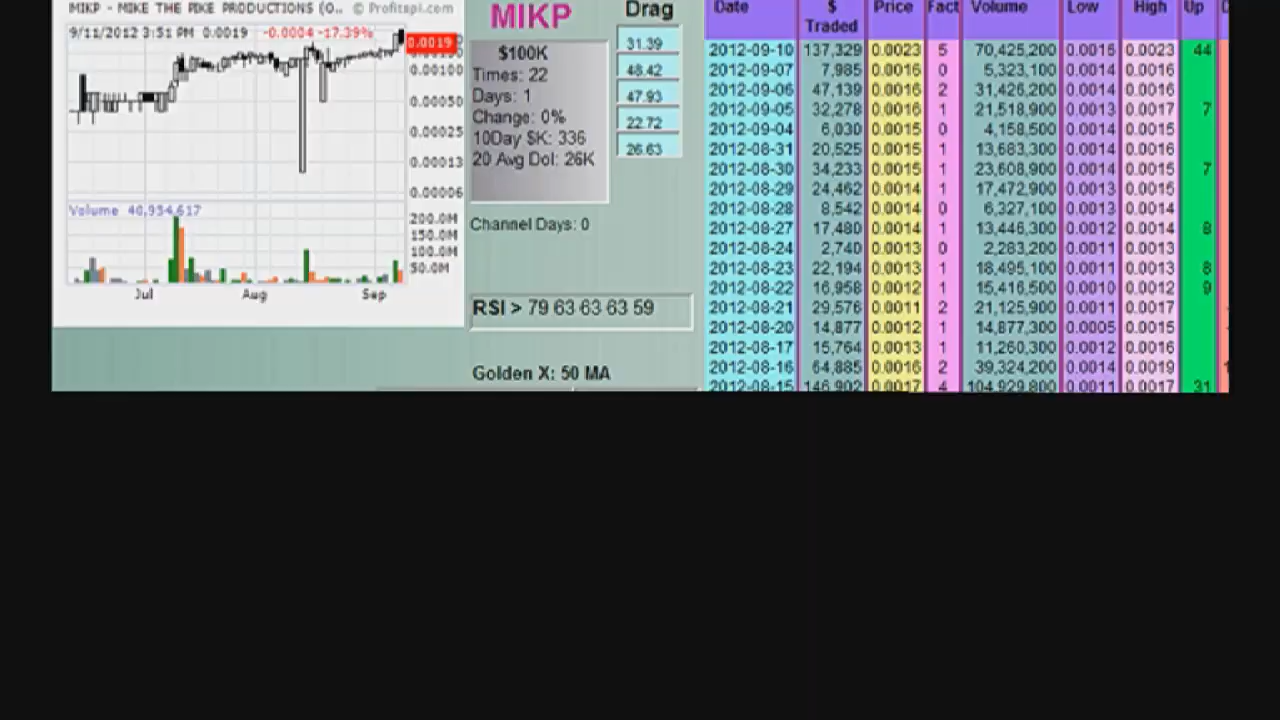 MIKP - MIKE THE PIKE PRODUCTIONS (O.. © Profitspi.com
9/11/2012 3:51 PM 0.0019 -0.0004 -17.39%
0.0019
0.00100
0.00050
0.00025
0.00013
0.00006
Volume 40,954,617
200.0M
150.0M
100.0M
50.0M
Jul Aug Sep
MIKP
$100K
Times: 22
Days: 1
Change: 0%
10Day $K: 336
20 Avg Dol: 26K
Channel Days: 0
RSI > 79 63 63 63 59
Golden X: 50 MA
Drag
31.39
48.42
47.93
22.72
26.63
Date $ Traded Price Fact Volume Low High Up
2012-09-10 137,329 0.0023 5 70,425,200 0.0016 0.0023 44
2012-09-07 7,985 0.0016 0 5,323,100 0.0014 0.0016
2012-09-06 47,139 0.0016 2 31,426,200 0.0014 0.0016
2012-09-05 32,278 0.0016 1 21,518,900 0.0013 0.0017 7
2012-09-04 6,030 0.0015 0 4,158,500 0.0014 0.0015
2012-08-31 20,525 0.0015 1 13,683,300 0.0014 0.0016
2012-08-30 34,233 0.0015 1 23,608,900 0.0014 0.0015 7
2012-08-29 24,462 0.0014 1 17,472,900 0.0013 0.0015
2012-08-28 8,542 0.0014 0 6,327,100 0.0013 0.0014
2012-08-27 17,480 0.0014 1 13,446,300 0.0012 0.0014 8
2012-08-24 2,740 0.0013 0 2,283,200 0.0011 0.0013
2012-08-23 22,194 0.0013 1 18,495,100 0.0011 0.0013 8
2012-08-22 16,958 0.0012 1 15,416,500 0.0010 0.0012 9
2012-08-21 29,576 0.0011 2 21,125,900 0.0011 0.0017
2012-08-20 14,877 0.0012 1 14,877,300 0.0005 0.0015
2012-08-17 15,764 0.0013 1 11,260,300 0.0012 0.0016
2012-08-16 64,885 0.0016 2 39,324,200 0.0014 0.0019
2012-08-15 146,902 0.0017 4 104,929,800 0.0011 0.0017 31